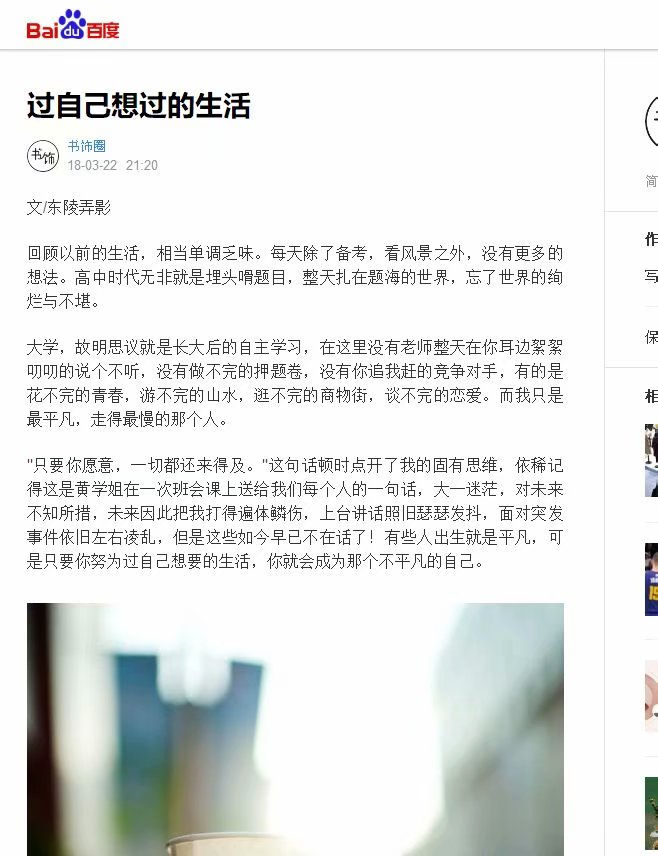 Bai du 百度
过自己想过的生活
书饰
书饰圈
18-03-22 21:20
文/东陵弄影
回顾以前的生活，相当单调乏味。每天除了备考，看风景之外，没有更多的
想法。高中时代无非就是埋头嗗题目，整天扎在题海的世界，忘了世界的绚
烂与不堪。
大学，故明思议就是长大后的自主学习，在这里没有老师整天在你耳边絮絮
叨叨的说个不听，没有做不完的押题卷，没有你追我赶的竞争对手，有的是
花不完的青春，游不完的山水，逛不完的商物街，谈不完的恋爱。而我只是
最平凡，走得最慢的那个人。
"只要你愿意，一切都还来得及。"这句话顿时点开了我的固有思维，依稀记
得这是黄学姐在一次班会课上送给我们每个人的一句话，大一迷茫，对未来
不知所措，未来因此把我打得遍体鳞伤，上台讲话照旧瑟瑟发抖，面对突发
事件依旧左右凌乱，但是这些如今早已不在话了！有些人出生就是平凡，可
是只要你努为过自己想要的生活，你就会成为那个不平凡的自己。
简
作
写
保
相